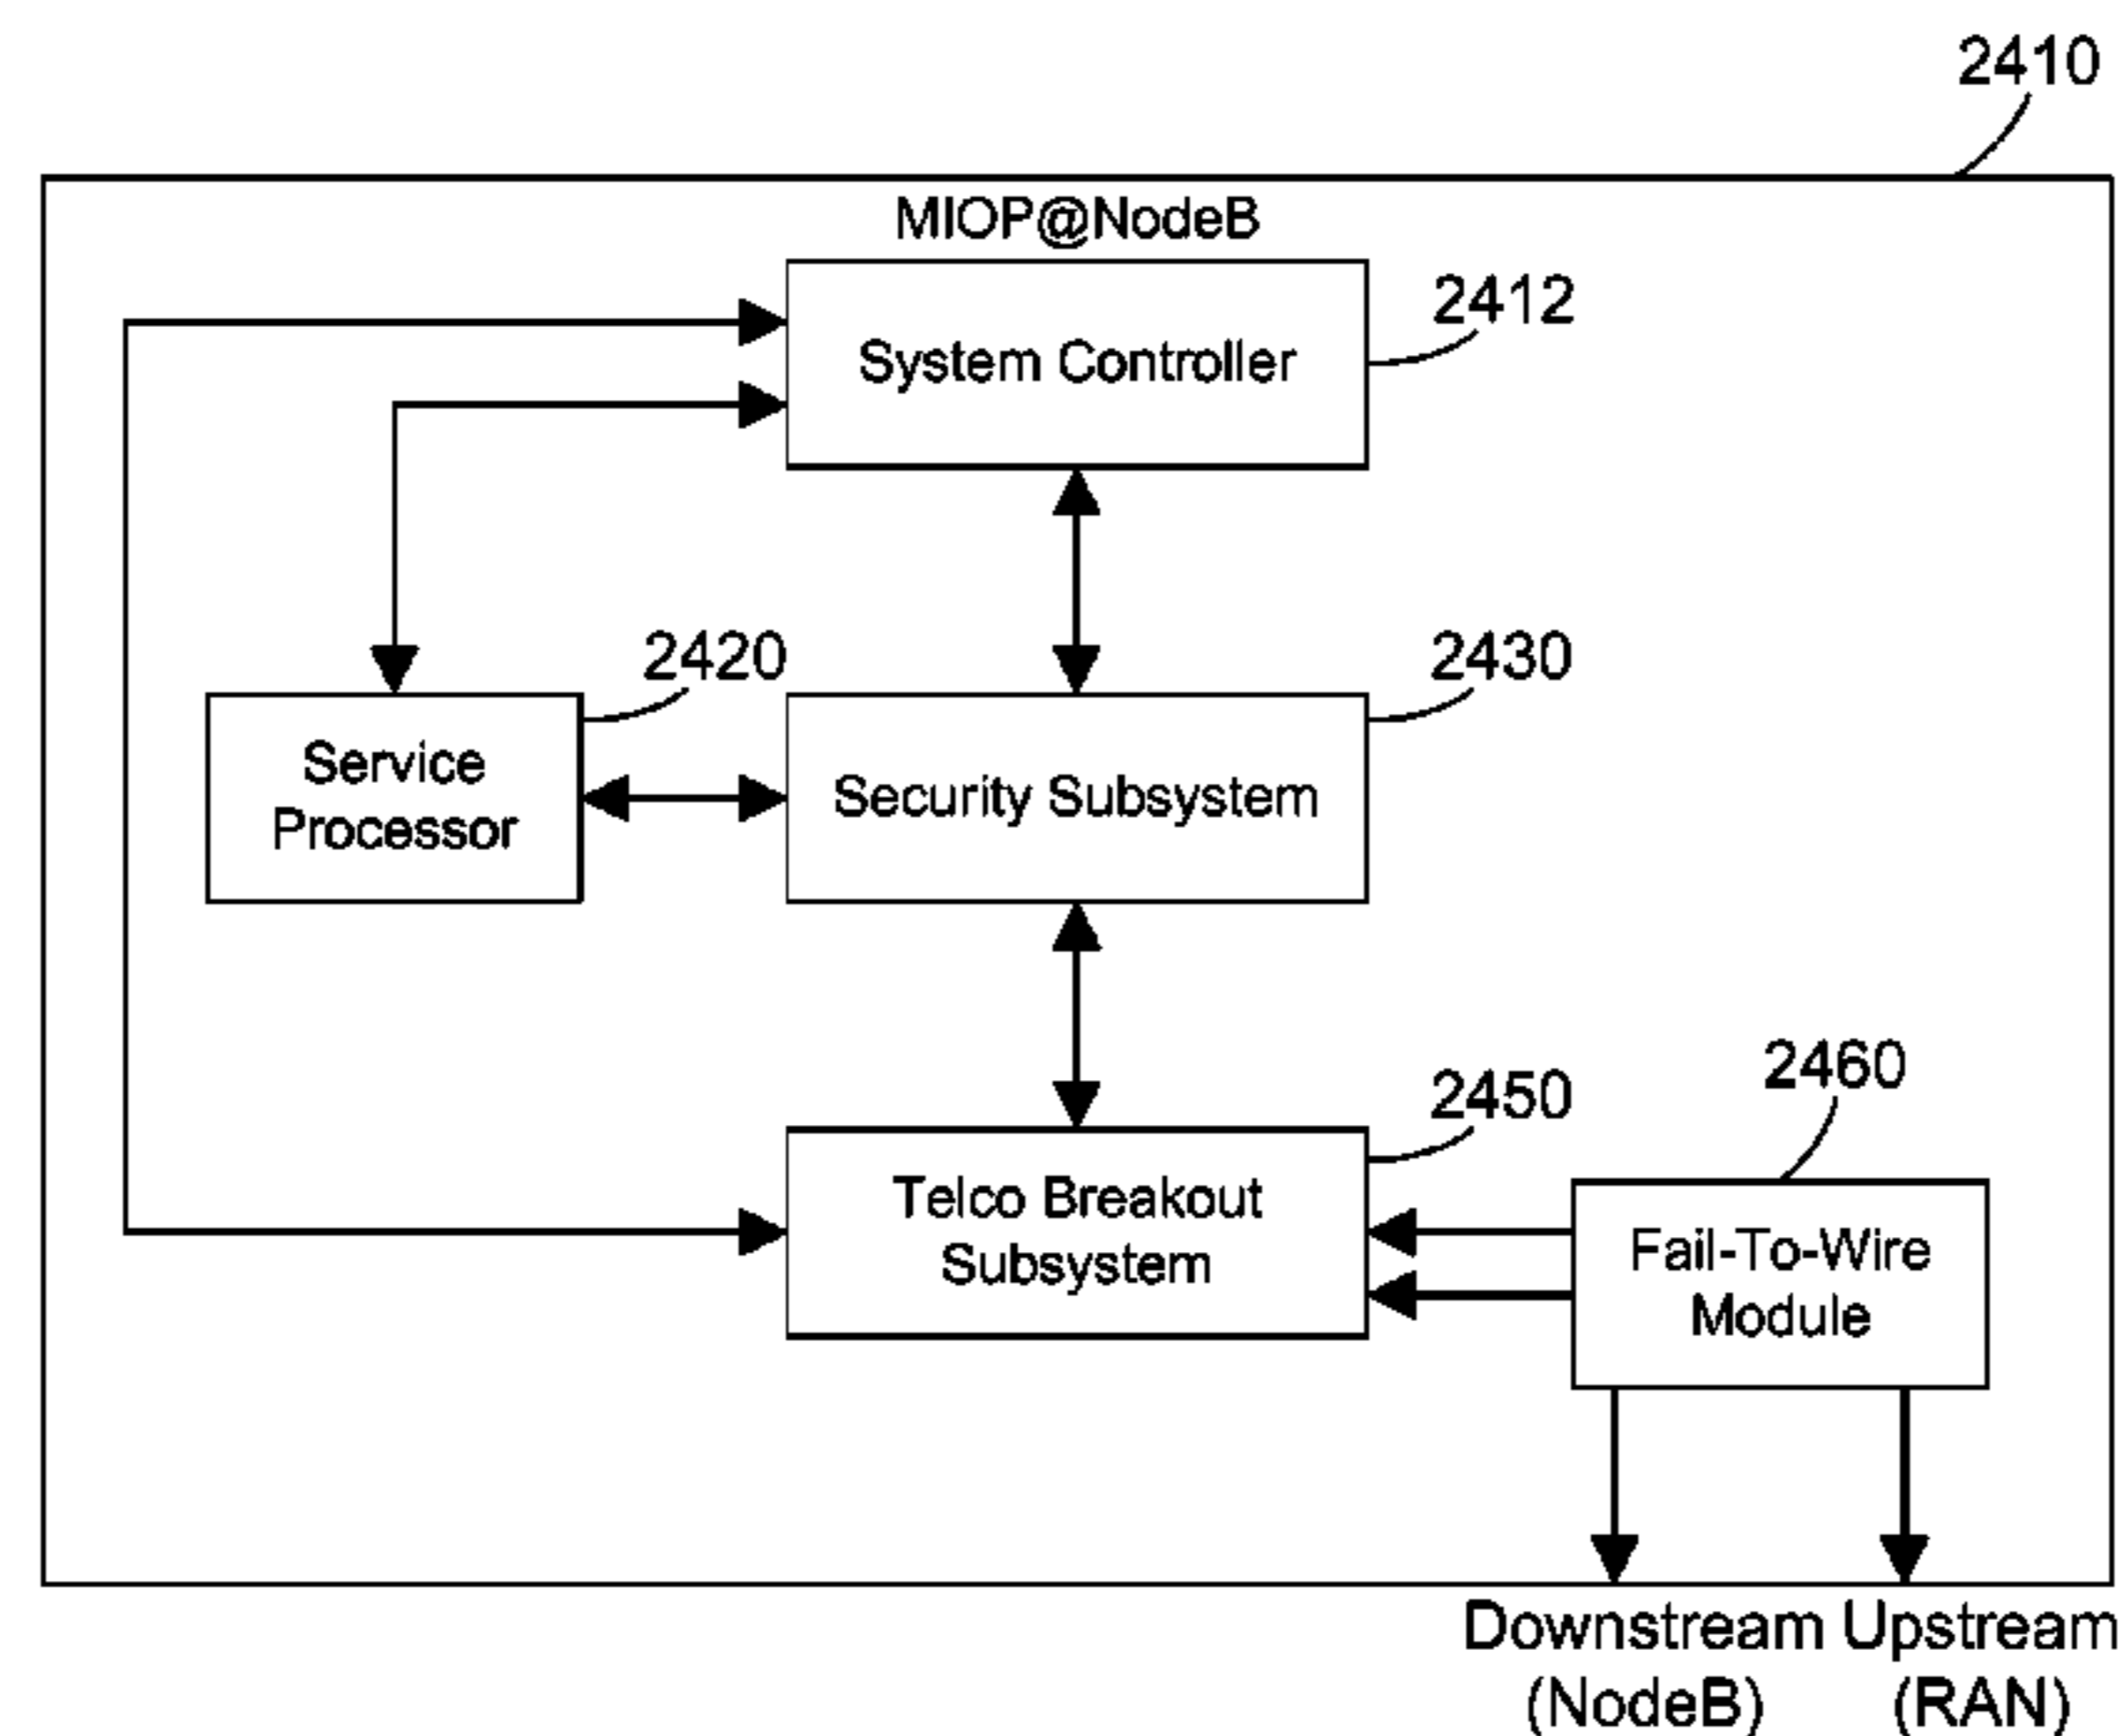 2410
MIOP@NodeB
System Controller
2412
2420
2430
Service
Processor
Security Subsystem
2450
2460
Telco Breakout
Subsystem
Fail-To-Wire
Module
Downstream Upstream
(NodeB) (RAN)